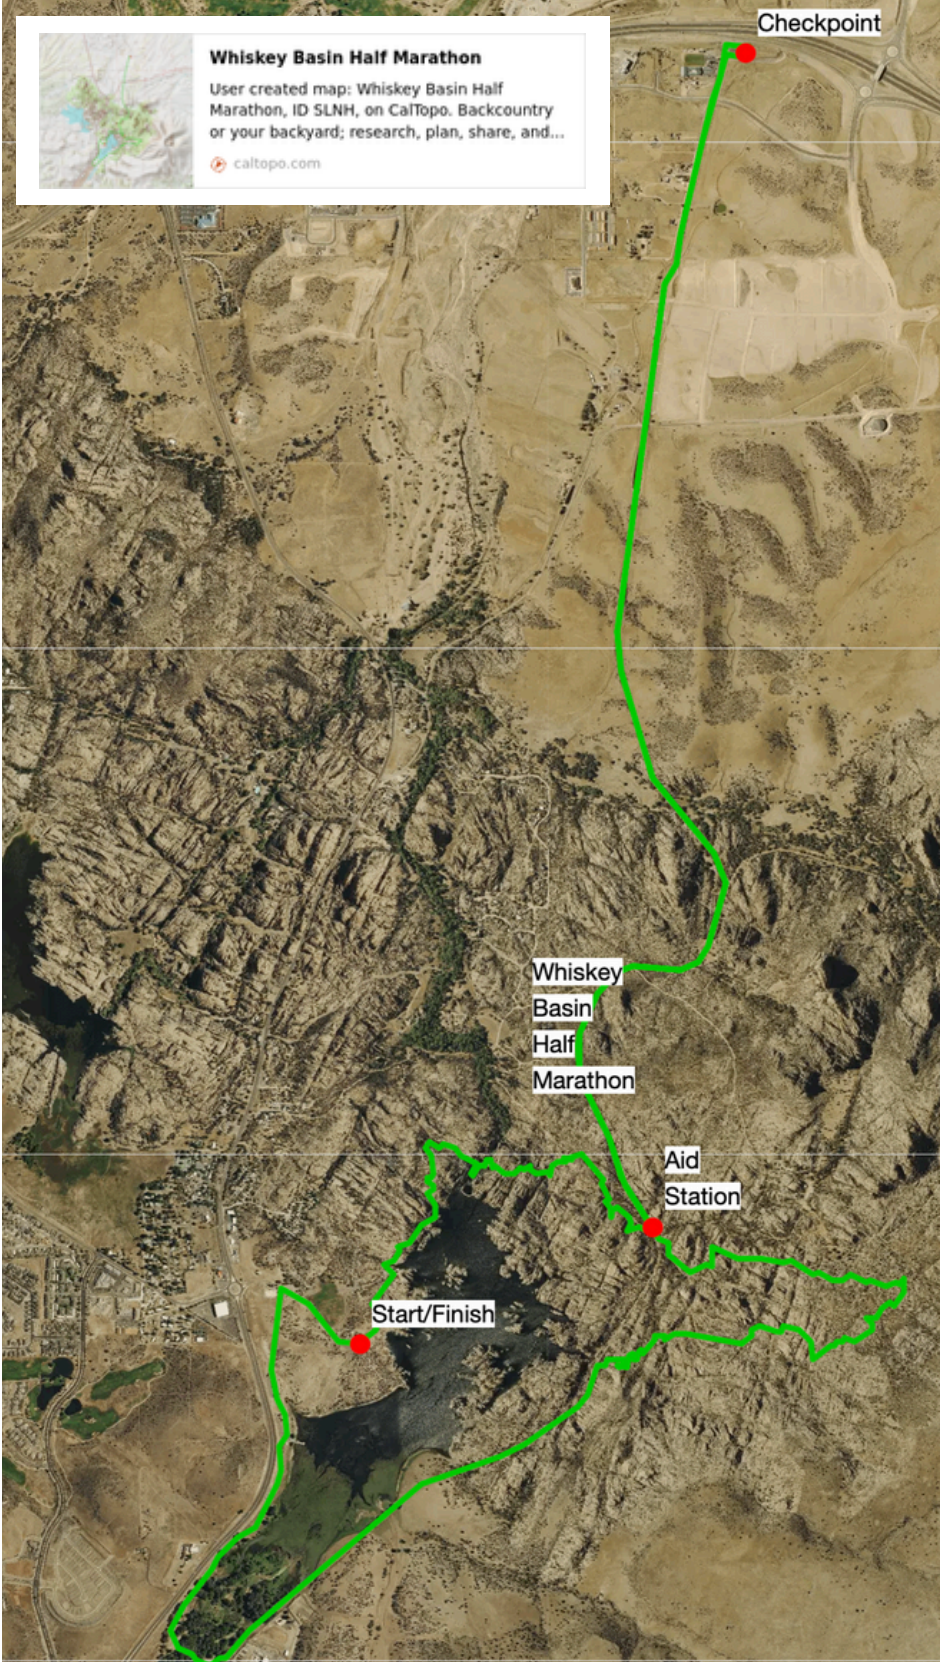 Checkpoint
Whiskey Basin Half Marathon
User created map: Whiskey Basin Half
Marathon, ID SLNH, on CalTopo. Backcountry
or your backyard; research, plan, share, and...
caltopo.com
Whiskey
Basin
Half
Marathon
Aid
Station
Start/Finish